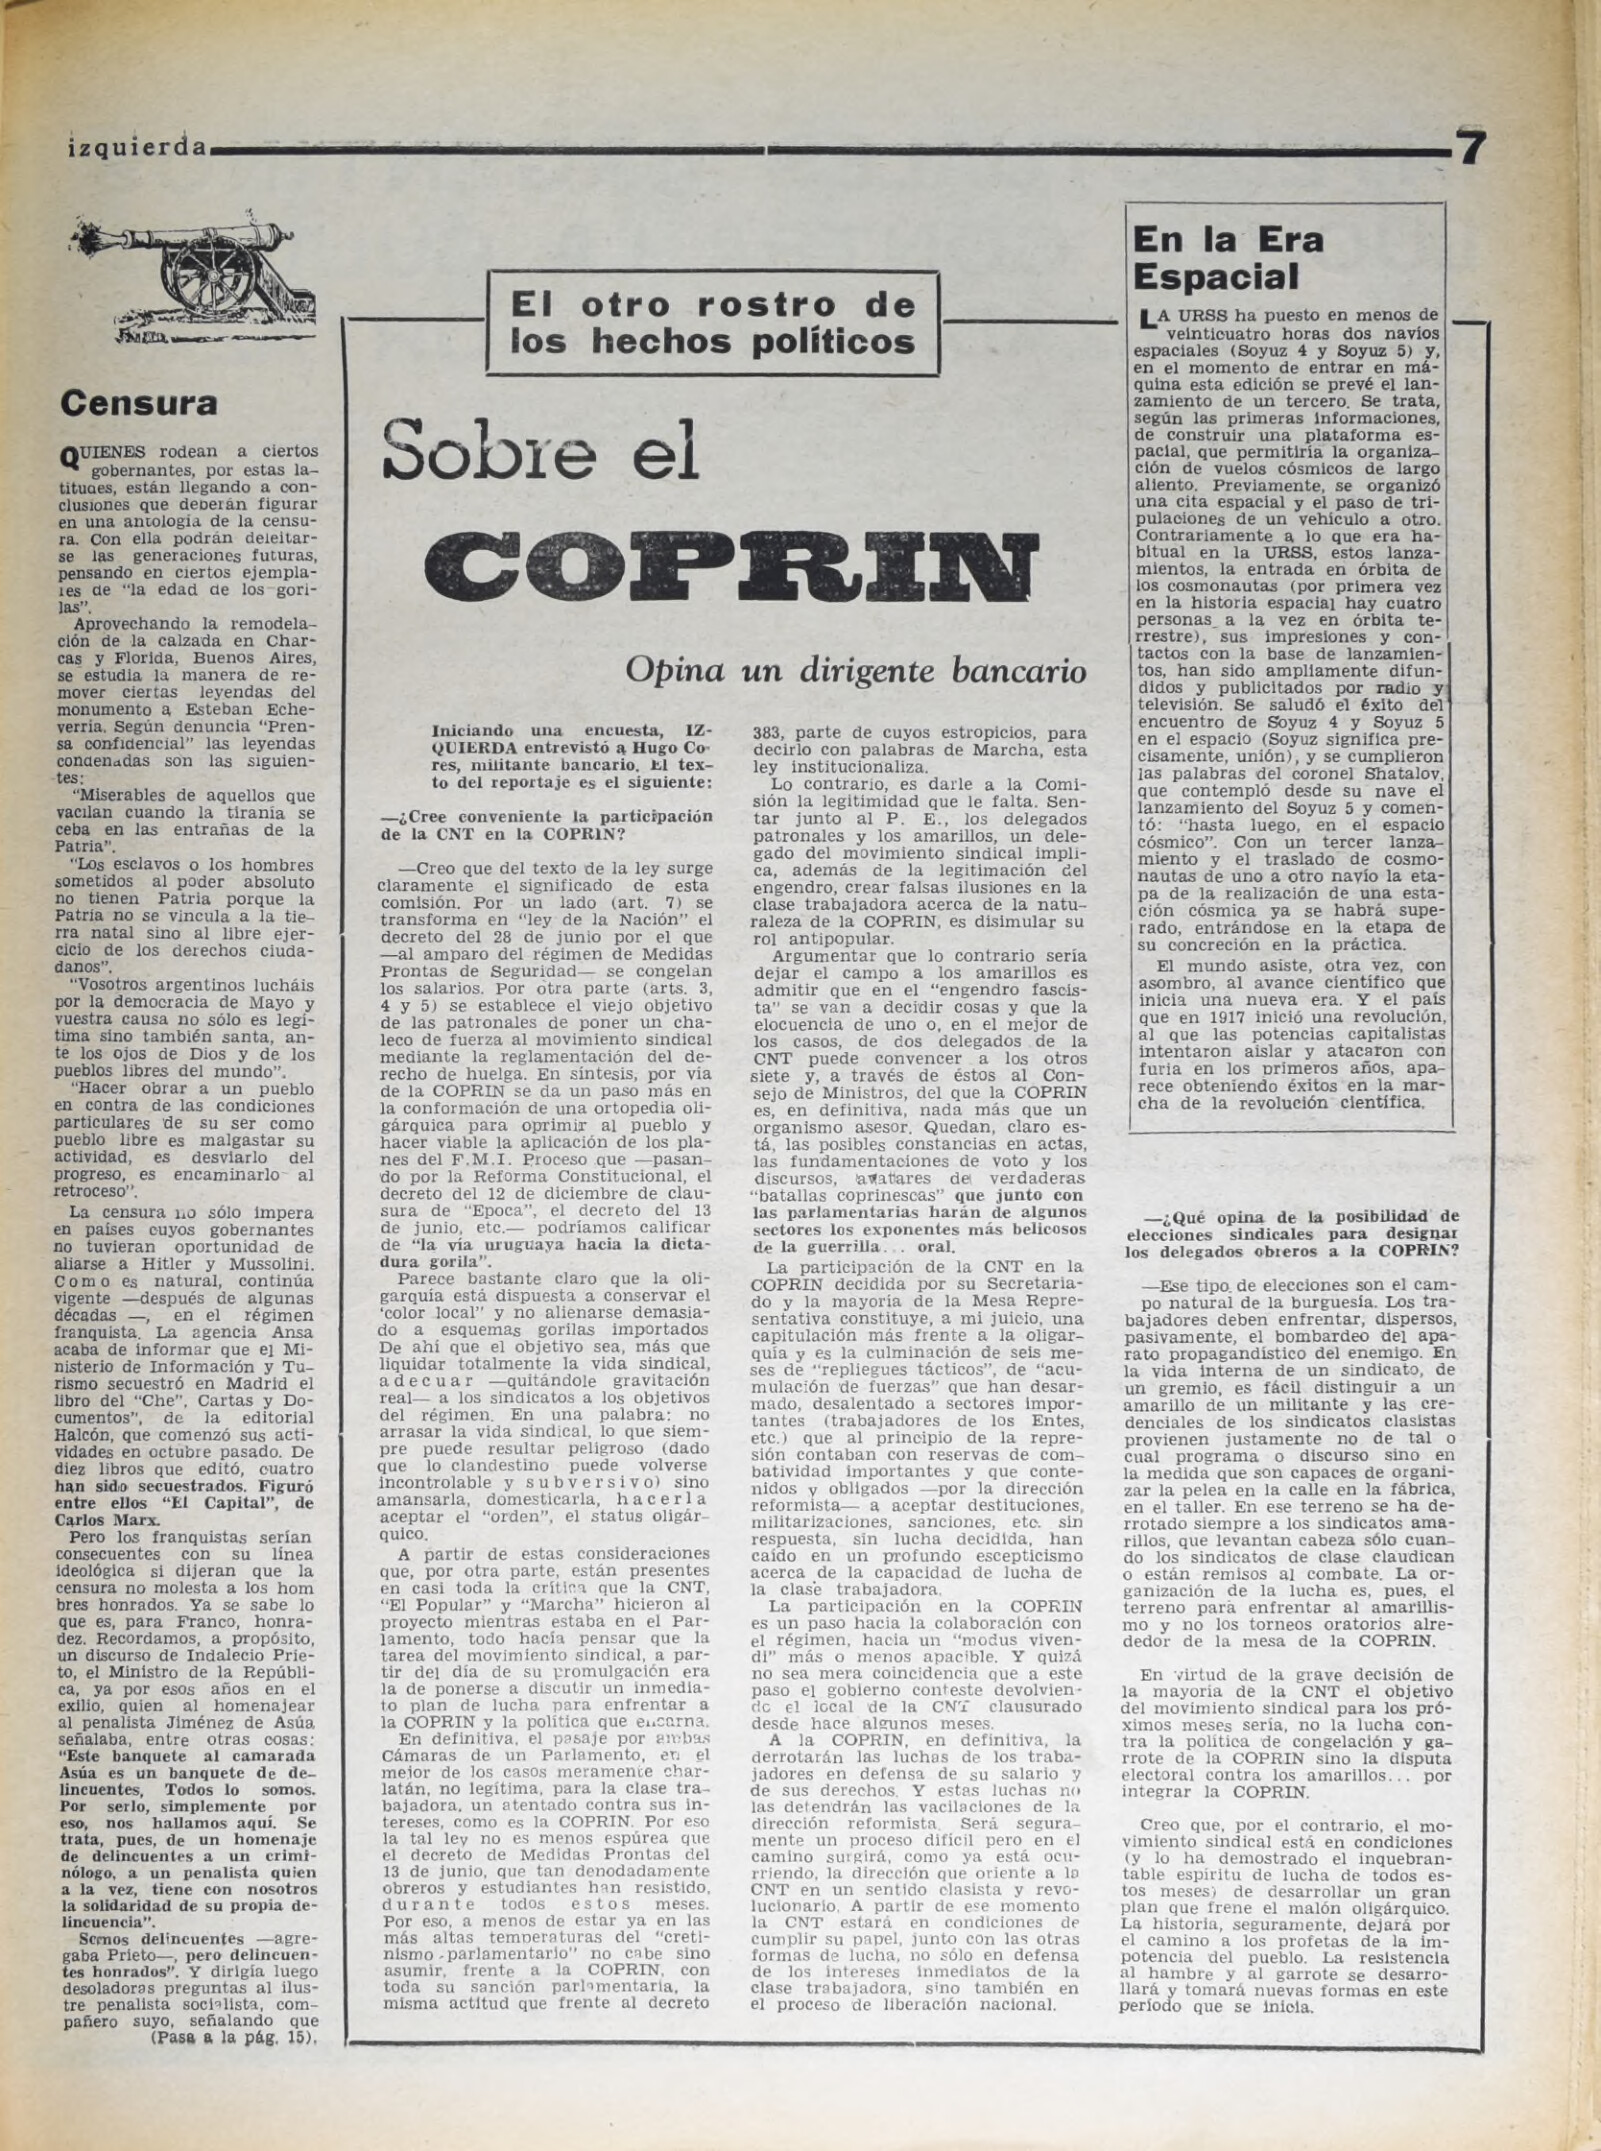 izquierda
7
Censura
QUIENES rodean a ciertos
gobernantes, por estas la-
titudes, están llegando a con-
clusiones que deberán figurar
en una antología de la censu-
ra. Con ella podrán deleitar-
se las generaciones futuras,
pensando en ciertos ejempla-
res de "la edad de los gori-
las".
Aprovechando la remodela-
ción de la calzada en Char-
cas y Florida, Buenos Aires,
se estudia la manera de re-
mover ciertas leyendas del
monumento a Esteban Eche-
verría. Según denuncia "Pren-
sa confidencial" las leyendas
condenadas son las siguien-
tes:
"Miserables de aquellos que
vacilan cuando la tiranía se
ceba en las entrañas de la
Patria".
"Los esclavos o los hombres
sometidos al poder absoluto
no tienen Patria porque la
Patria no se vincula a la tie-
rra natal sino al libre ejer-
cicio de los derechos ciuda-
danos".
"Vosotros argentinos lucháis
por la democracia de Mayo y
vuestra causa no sólo es legí-
tima sino también santa, an-
te los ojos de Dios y de los
pueblos libres del mundo".
"Hacer obrar a un pueblo
en contra de las condiciones
particulares de su ser como
pueblo libre es malgastar su
actividad, es desviarlo del
progreso, es encaminarlo al
retroceso".
La censura no sólo impera
en países cuyos gobernantes
no tuvieran oportunidad de
aliarse a Hitler y Mussolini.
Como es natural, continúa
vigente —después de algunas
décadas —, en el régimen
franquista. La agencia Ansa
acaba de informar que el Mi-
nisterio de Información y Tu-
rismo secuestró en Madrid el
libro del "Che", Cartas y Do-
cumentos", de la editorial
Halcón, que comenzó sus acti-
vidades en octubre pasado. De
diez libros que editó, cuatro
han sido secuestrados. Figuró
entre ellos "El Capital", de
Carlos Marx.
Pero los franquistas serían
consecuentes con su línea
ideológica si dijeran que la
censura no molesta a los hom
bres honrados. Ya se sabe lo
que es, para Franco, honra-
dez. Recordamos, a propósito,
un discurso de Indalecio Prie-
to, el Ministro de la Repúbli-
ca, ya por esos años en el
exilio, quien al homenajear
al penalista Jiménez de Asúa
señalaba, entre otras cosas:
"Este banquete al camarada
Asúa es un banquete de de-
lincuentes, Todos lo somos.
Por serlo, simplemente por
eso, nos hallamos aquí. Se
trata, pues, de un homenaje
de delincuentes a un crimi-
nólogo, a un penalista quien
a la vez, tiene con nosotros
la solidaridad de su propia de-
lincuencia".
Somos delincuentes —agre-
gaba Prieto—, pero delincuen-
tes honrados". Y dirigía luego
desoladoras preguntas al ilus-
tre penalista socialista, com-
pañero suyo, señalando que
(Pasa a la pág. 15).
El otro rostro de
los hechos políticos
Sobre el
COPRIN
Opina un dirigente bancario
Iniciando una encuesta, IZ-
QUIERDA entrevistó a Hugo Co-
res, militante bancario. El tex-
to del reportaje es el siguiente:
—¿Cree conveniente la participación
de la CNT en la COPRIN?
—Creo que del texto de la ley surge
claramente el significado de esta
comisión. Por un lado (art. 7) se
transforma en "ley de la Nación" el
decreto del 28 de junio por el que
—al amparo del régimen de Medidas
Prontas de Seguridad— se congelan
los salarios. Por otra parte (arts. 3,
4 y 5) se establece el viejo objetivo
de las patronales de poner un cha-
leco de fuerza al movimiento sindical
mediante la reglamentación del de-
recho de huelga. En síntesis, por vía
de la COPRIN se da un paso más en
la conformación de una ortopedia oli-
gárquica para oprimir al pueblo y
hacer viable la aplicación de los pla-
nes del F.M.I. Proceso que —pasan-
do por la Reforma Constitucional, el
decreto del 12 de diciembre de clau-
sura de "Epoca", el decreto del 13
de junio, etc.— podríamos calificar
de "la vía uruguaya hacia la dicta-
dura gorila".
Parece bastante claro que la oli-
garquía está dispuesta a conservar el
'color local" y no alienarse demasia-
do a esquemas gorilas importados
De ahí que el objetivo sea, más que
liquidar totalmente la vida sindical,
adecuar —quitándole gravitación
real— a los sindicatos a los objetivos
del régimen. En una palabra: no
arrasar la vida sindical, lo que siem-
pre puede resultar peligroso (dado
que lo clandestino puede volverse
incontrolable y subversivo) sino
amansarla, domesticarla, hacerla
aceptar el "orden", el status oligár-
quico.
A partir de estas consideraciones
que, por otra parte, están presentes
en casi toda la crítica que la CNT,
"El Popular" y "Marcha" hicieron al
proyecto mientras estaba en el Par-
lamento, todo hacía pensar que la
tarea del movimiento sindical, a par-
tir del día de su promulgación era
la de ponerse a discutir un inmedia-
to plan de lucha para enfrentar a
la COPRIN y la política que encarna.
En definitiva, el pasaje por ambas
Cámaras de un Parlamento, en el
mejor de los casos meramente char-
latán, no legítima, para la clase tra-
bajadora, un atentado contra sus in-
tereses, como es la COPRIN. Por eso
la tal ley no es menos espúrea que
el decreto de Medidas Prontas del
13 de junio, que tan denodadamente
obreros y estudiantes han resistido,
durante todos estos meses.
Por eso, a menos de estar ya en las
más altas temperaturas del "creti-
nismo-parlamentario" no cabe sino
asumir, frente a la COPRIN, con
toda su sanción parlamentaria, la
misma actitud que frente al decreto
383, parte de cuyos estropicios, para
decirlo con palabras de Marcha, esta
ley institucionaliza.
Lo contrario, es darle a la Comi-
sión la legitimidad que le falta. Sen-
tar junto al P. E., los delegados
patronales y los amarillos, un dele-
gado del movimiento sindical impli-
ca, además de la legitimación del
engendro, crear falsas ilusiones en la
clase trabajadora acerca de la natu-
raleza de la COPRIN, es disimular su
rol antipopular.
Argumentar que lo contrario sería
dejar el campo a los amarillos es
admitir que en el "engendro fascis-
ta" se van a decidir cosas y que la
elocuencia de uno o, en el mejor de
los casos, de dos delegados de la
CNT puede convencer a los otros
siete y, a través de éstos al Con-
sejo de Ministros, del que la COPRIN
es, en definitiva, nada más que un
organismo asesor. Quedan, claro es-
tá, las posibles constancias en actas,
las fundamentaciones de voto y los
discursos, avatares de verdaderas
"batallas coprinescas" que junto con
las parlamentarias harán de algunos
sectores los exponentes más belicosos
de la guerrilla... oral.
La participación de la CNT en la
COPRIN decidida por su Secretaria-
do y la mayoría de la Mesa Repre-
sentativa constituye, a mi juicio, una
capitulación más frente a la oligar-
quía y es la culminación de seis me-
ses de "repliegues tácticos", de "acu-
mulación de fuerzas" que han desar-
mado, desalentado a sectores impor-
tantes (trabajadores de los Entes,
etc.) que al principio de la repre-
sión contaban con reservas de com-
batividad importantes y que conte-
nidos y obligados —por la dirección
reformista— a aceptar destituciones,
militarizaciones, sanciones, etc. sin
respuesta, sin lucha decidida, han
caído en un profundo escepticismo
acerca de la capacidad de lucha de
la clase trabajadora.
La participación en la COPRIN
es un paso hacia la colaboración con
el régimen, hacia un "modus viven-
di" más o menos apacible. Y quizá
no sea mera coincidencia que a este
paso el gobierno conteste devolvien-
do el local de la CNT clausurado
desde hace algunos meses.
A la COPRIN, en definitiva, la
derrotarán las luchas de los traba-
jadores en defensa de su salario y
de sus derechos. Y estas luchas no
las detendrán las vacilaciones de la
dirección reformista. Será segura-
mente un proceso difícil pero en el
camino surgirá, como ya está ocu-
rriendo, la dirección que oriente a la
CNT en un sentido clasista y revo-
lucionario. A partir de ese momento
la CNT estará en condiciones de
cumplir su papel, junto con las otras
formas de lucha, no sólo en defensa
de los intereses inmediatos de la
clase trabajadora, sino también en
el proceso de liberación nacional.
En la Era
Espacial
LA URSS ha puesto en menos de
veinticuatro horas dos navíos
espaciales (Soyuz 4 y Soyuz 5) y,
en el momento de entrar en má-
quina esta edición se prevé el lan-
zamiento de un tercero. Se trata,
según las primeras informaciones,
de construir una plataforma es-
pacial, que permitiría la organiza-
ción de vuelos cósmicos de largo
aliento. Previamente, se organizó
una cita espacial y el paso de tri-
pulaciones de un vehículo a otro.
Contrariamente a lo que era ha-
bitual en la URSS, estos lanza-
mientos, la entrada en órbita de
los cosmonautas (por primera vez
en la historia espacial hay cuatro
personas a la vez en órbita te-
rrestre), sus impresiones y con-
tactos con la base de lanzamien-
tos, han sido ampliamente difun-
didos y publicitados por radio y
televisión. Se saludó el éxito del
encuentro de Soyuz 4 y Soyuz 5
en el espacio (Soyuz significa pre-
cisamente, unión), y se cumplieron
las palabras del coronel Shatalov,
que contempló desde su nave el
lanzamiento del Soyuz 5 y comen-
tó: "hasta luego, en el espacio
cósmico". Con un tercer lanza-
miento y el traslado de cosmo-
nautas de uno a otro navío la eta-
pa de la realización de una esta-
ción cósmica ya se habrá supe-
rado, entrándose en la etapa de
su concreción en la práctica.
El mundo asiste, otra vez, con
asombro, al avance científico que
inicia una nueva era. Y el país
que en 1917 inició una revolución,
al que las potencias capitalistas
intentaron aislar y atacaron con
furia en los primeros años, apa-
rece obteniendo éxitos en la mar-
cha de la revolución científica.
—¿Qué opina de la posibilidad de
elecciones sindicales para designar
los delegados obreros a la COPRIN?
—Ese tipo de elecciones son el cam-
po natural de la burguesía. Los tra-
bajadores deben enfrentar, dispersos,
pasivamente, el bombardeo del apa-
rato propagandístico del enemigo. En
la vida interna de un sindicato, de
un gremio, es fácil distinguir a un
amarillo de un militante y las cre-
denciales de los sindicatos clasistas
provienen justamente no de tal o
cual programa o discurso sino en
la medida que son capaces de organi-
zar la pelea en la calle en la fábrica,
en el taller. En ese terreno se ha de-
rrotado siempre a los sindicatos ama-
rillos, que levantan cabeza sólo cuan-
do los sindicatos de clase claudican
o están remisos al combate. La or-
ganización de la lucha es, pues, el
terreno para enfrentar al amarillis-
mo y no los torneos oratorios alre-
dedor de la mesa de la COPRIN.
En virtud de la grave decisión de
la mayoría de la CNT el objetivo
del movimiento sindical para los pró-
ximos meses sería, no la lucha con-
tra la política de congelación y ga-
rrote de la COPRIN sino la disputa
electoral contra los amarillos... por
integrar la COPRIN.
Creo que, por el contrario, el mo-
vimiento sindical está en condiciones
(y lo ha demostrado el inquebran-
table espíritu de lucha de todos es-
tos meses) de desarrollar un gran
plan que frene el malón oligárquico.
La historia, seguramente, dejará por
el camino a los profetas de la im-
potencia del pueblo. La resistencia
al hambre y al garrote se desarro-
llará y tomará nuevas formas en este
período que se inicia.